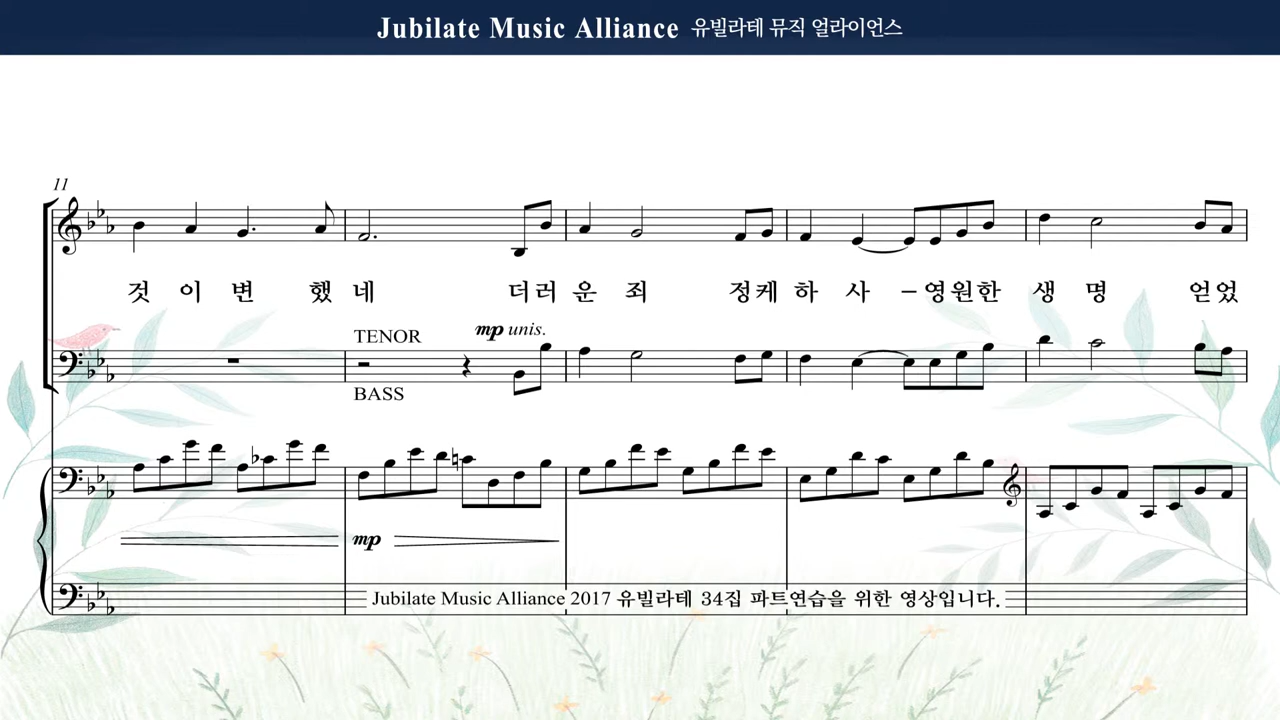 Jubilate Music Alliance 유빌라테 뮤직 얼라이언스
11
것 이 변 했 네 더 러 운 죄 정 케 하 사 – 영 원 한 생 명 얻 었
TENOR mp unis.
BASS
mp
Jubilate Music Alliance 2017 유빌라테 34집 파트연습을 위한 영상입니다.